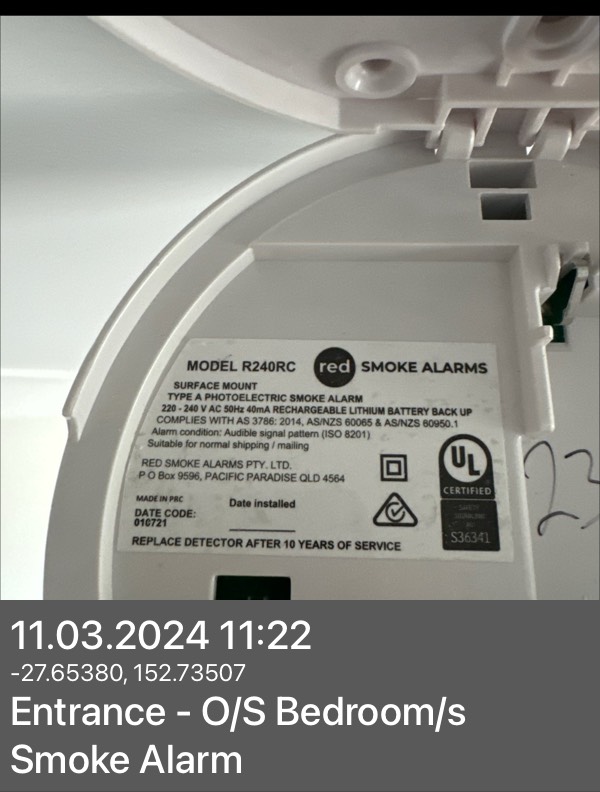 MODEL R240RC red SMOKE ALARMS
SURFACE MOUNT
TYPE A PHOTOELECTRIC SMOKE ALARM
220 - 240 V AC 50Hz 40mA RECHARGEABLE LITHIUM BATTERY BACK UP
COMPLIES WITH AS 3786: 2014, AS/NZS 60065 & AS/NZS 60950.1
Alarm condition: Audible signal pattern (ISO 8201)
Suitable for normal shipping / mailing
RED SMOKE ALARMS PTY. LTD.
P O Box 9596, PACIFIC PARADISE QLD 4564
UL
CERTIFIED
S36341
MADE IN PRC
DATE CODE:
010721
Date installed
REPLACE DETECTOR AFTER 10 YEARS OF SERVICE
23
11.03.2024 11:22
-27.65380, 152.73507
Entrance - O/S Bedroom/s
Smoke Alarm